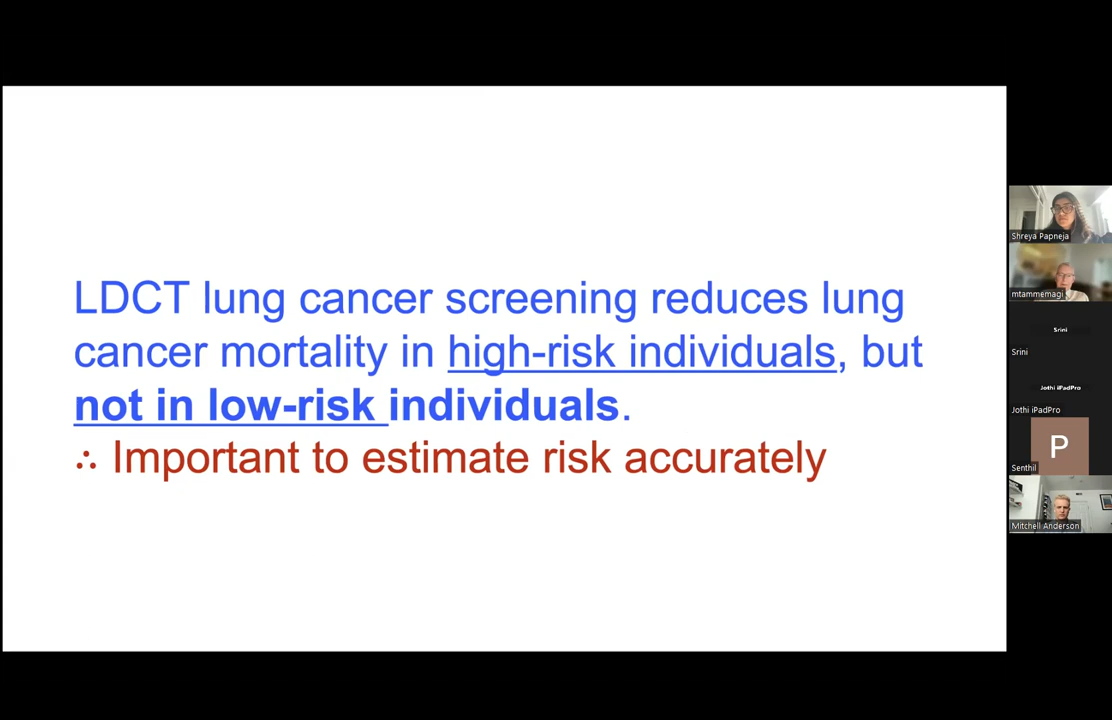 LDCT lung cancer screening reduces lung
cancer mortality in high-risk individuals, but
not in low-risk individuals.
∴ Important to estimate risk accurately
Shreya Papneja
mtammemagi
Srini
Srini
Jothi iPadPro
Jothi iPadPro
P
Senthil
Mitchell Anderson